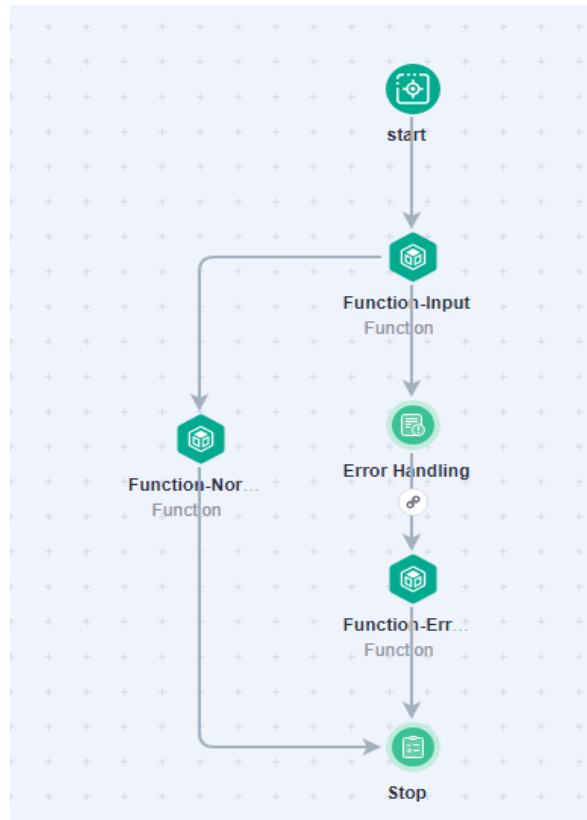 start
Function-Input
Function
Function-Nor...
Function
Error Handling
Function-Err...
Function
Stop